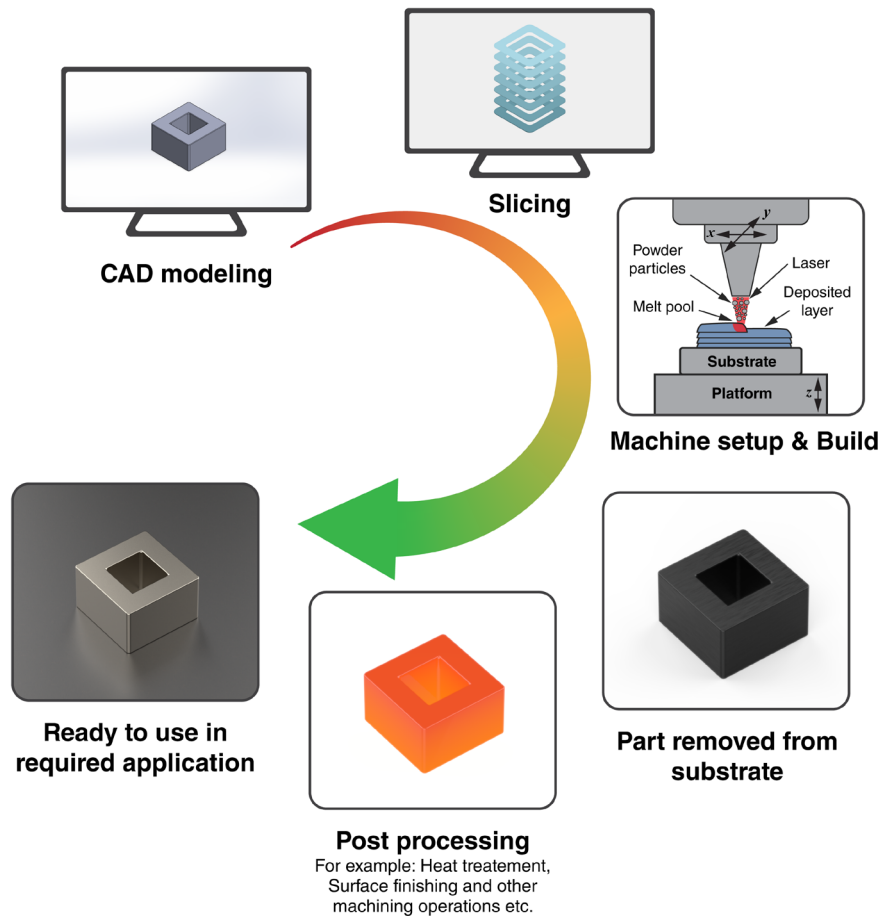 CAD modeling
Slicing
y
x
Powder
particles
Laser
Melt pool
Deposited
layer
Substrate
Platform
z
Machine setup & Build
Part removed from
substrate
Post processing
For example: Heat treatement,
Surface finishing and other
machining operations etc.
Ready to use in
required application